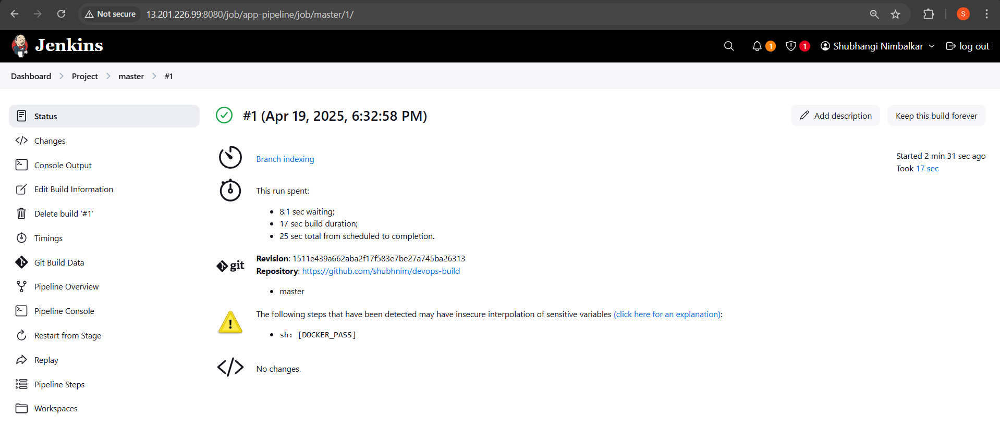 Not secure 13.201.226.99:8080/job/app-pipeline/job/master/1/
S
Jenkins
1
1
Shubhangi Nimbalkar
log out
Dashboard
Project
master
#1
Status
Changes
Console Output
Edit Build Information
Delete build ‘#1’
Timings
Git Build Data
Pipeline Overview
Pipeline Console
Restart from Stage
Replay
Pipeline Steps
Workspaces
#1 (Apr 19, 2025, 6:32:58 PM)
Add description
Keep this build forever
Branch indexing
Started 2 min 31 sec ago
Took 17 sec
This run spent:
• 8.1 sec waiting;
• 17 sec build duration;
• 25 sec total from scheduled to completion.
git
Revision: 1511e439a662aba2f17f583e7be27a745ba26313
Repository: https://github.com/shubhnim/devops-build
• master
The following steps that have been detected may have insecure interpolation of sensitive variables (click here for an explanation):
• sh: [DOCKER_PASS]
No changes.